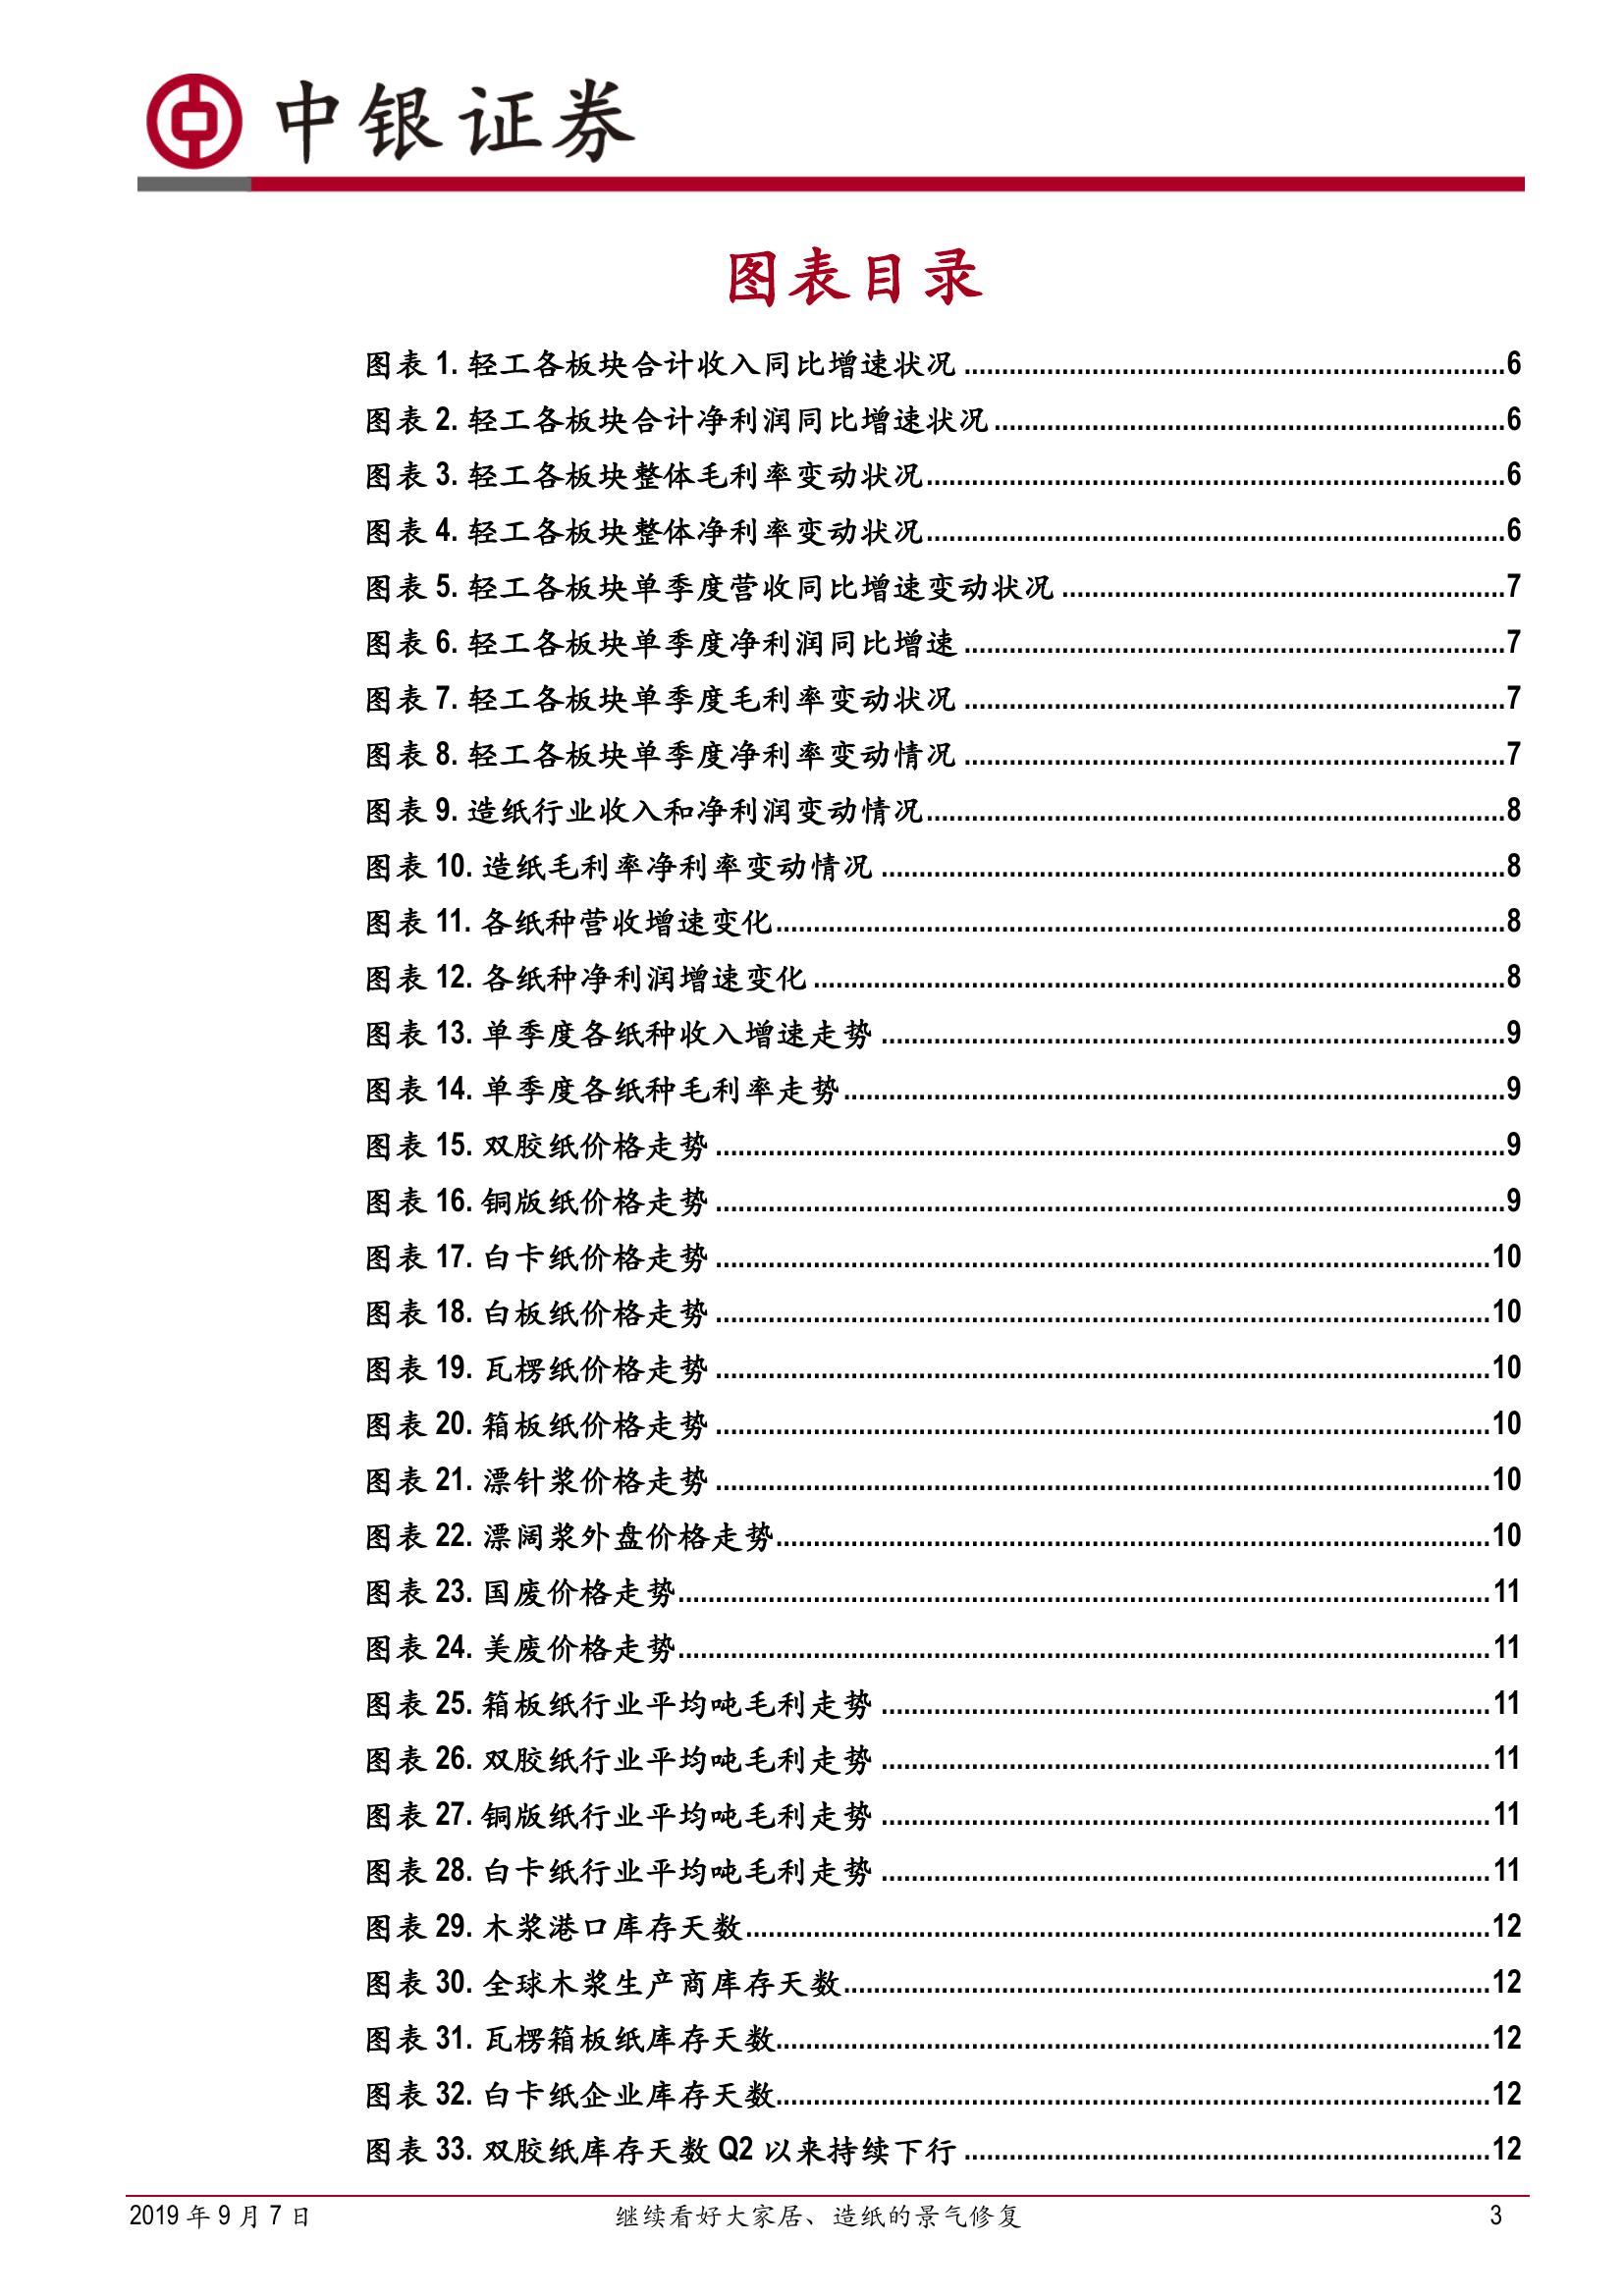 中银证券
图表目录
图表 1. 轻工各板块合计收入同比增速状况 ........................................................................6
图表 2. 轻工各板块合计净利润同比增速状况 ....................................................................6
图表 3. 轻工各板块整体毛利率变动状况.............................................................................6
图表 4. 轻工各板块整体净利率变动状况.............................................................................6
图表 5. 轻工各板块单季度营收同比增速变动状况 ...........................................................7
图表 6. 轻工各板块单季度净利润同比增速 ........................................................................7
图表 7. 轻工各板块单季度毛利率变动状况 ........................................................................7
图表 8. 轻工各板块单季度净利率变动情况 ........................................................................7
图表 9. 造纸行业收入和净利润变动情况.............................................................................8
图表 10. 造纸毛利率净利率变动情况 ...................................................................................8
图表 11. 各纸种营收增速变化.................................................................................................8
图表 12. 各纸种净利润增速变化 ............................................................................................8
图表 13. 单季度各纸种收入增速走势 ...................................................................................9
图表 14. 单季度各纸种毛利率走势........................................................................................9
图表 15. 双胶纸价格走势 .........................................................................................................9
图表 16. 铜版纸价格走势 .........................................................................................................9
图表 17. 白卡纸价格走势 .......................................................................................................10
图表 18. 白板纸价格走势 .......................................................................................................10
图表 19. 瓦楞纸价格走势 .......................................................................................................10
图表 20. 箱板纸价格走势 .......................................................................................................10
图表 21. 漂针浆价格走势 .......................................................................................................10
图表 22. 漂阔浆外盘价格走势...............................................................................................10
图表 23. 国废价格走势............................................................................................................11
图表 24. 美废价格走势............................................................................................................11
图表 25. 箱板纸行业平均吨毛利走势 .................................................................................11
图表 26. 双胶纸行业平均吨毛利走势 .................................................................................11
图表 27. 铜版纸行业平均吨毛利走势 .................................................................................11
图表 28. 白卡纸行业平均吨毛利走势 .................................................................................11
图表 29. 木浆港口库存天数...................................................................................................12
图表 30. 全球木浆生产商库存天数......................................................................................12
图表 31. 瓦楞箱板纸库存天数...............................................................................................12
图表 32. 白卡纸企业库存天数...............................................................................................12
图表 33. 双胶纸库存天数 Q2 以来持续下行 ......................................................................12
2019 年 9 月 7 日 继续看好大家居、造纸的景气修复 3